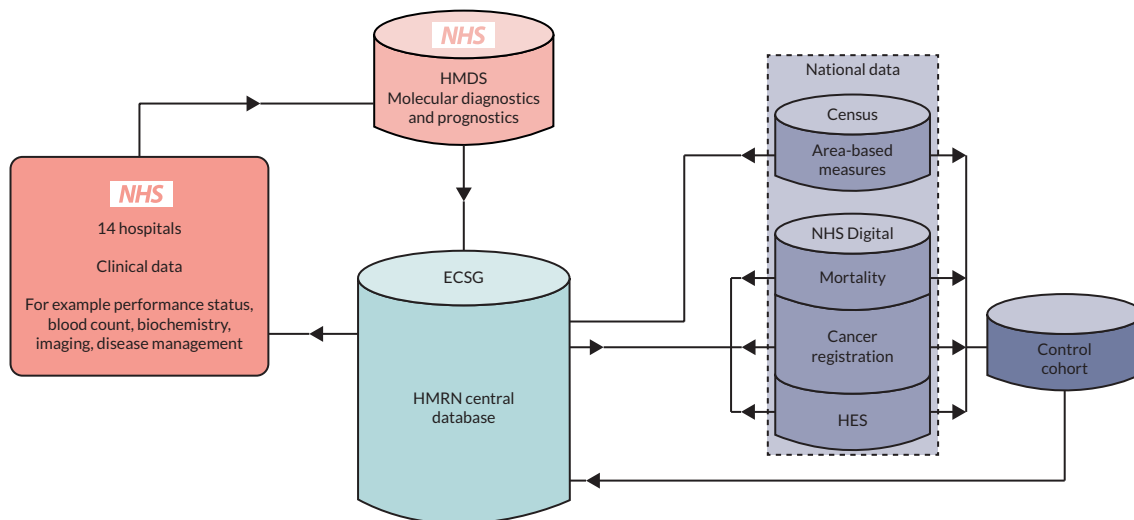 NHS
HMDS
Molecular diagnostics
and prognostics
NHS
14 hospitals
Clinical data
For example performance status,
blood count, biochemistry,
imaging, disease management
ECSG
HMRN central
database
National data
Census
Area-based
measures
NHS Digital
Mortality
Cancer
registration
HES
Control
cohort